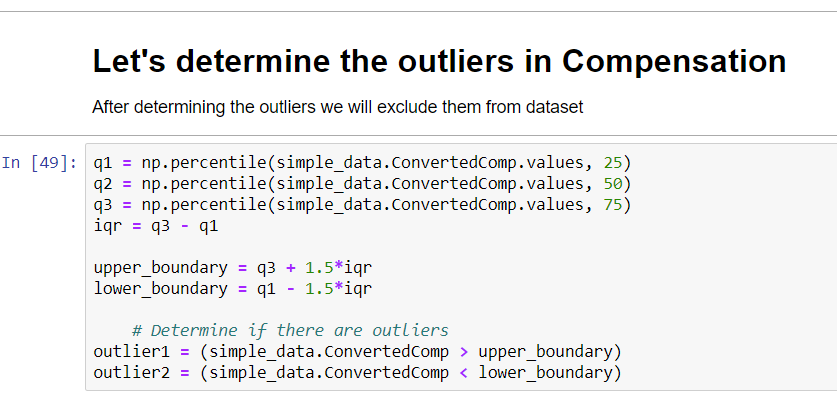 Let's determine the outliers in Compensation
After determining the outliers we will exclude them from dataset
In [49]: q1 = np.percentile(simple_data.ConvertedComp.values, 25)
q2 = np.percentile(simple_data.ConvertedComp.values, 50)
q3 = np.percentile(simple_data.ConvertedComp.values, 75)
iqr = q3 - q1
upper_boundary = q3 + 1.5*iqr
lower_boundary = q1 - 1.5*iqr
# Determine if there are outliers
outlier1 = (simple_data.ConvertedComp > upper_boundary)
outlier2 = (simple_data.ConvertedComp < lower_boundary)